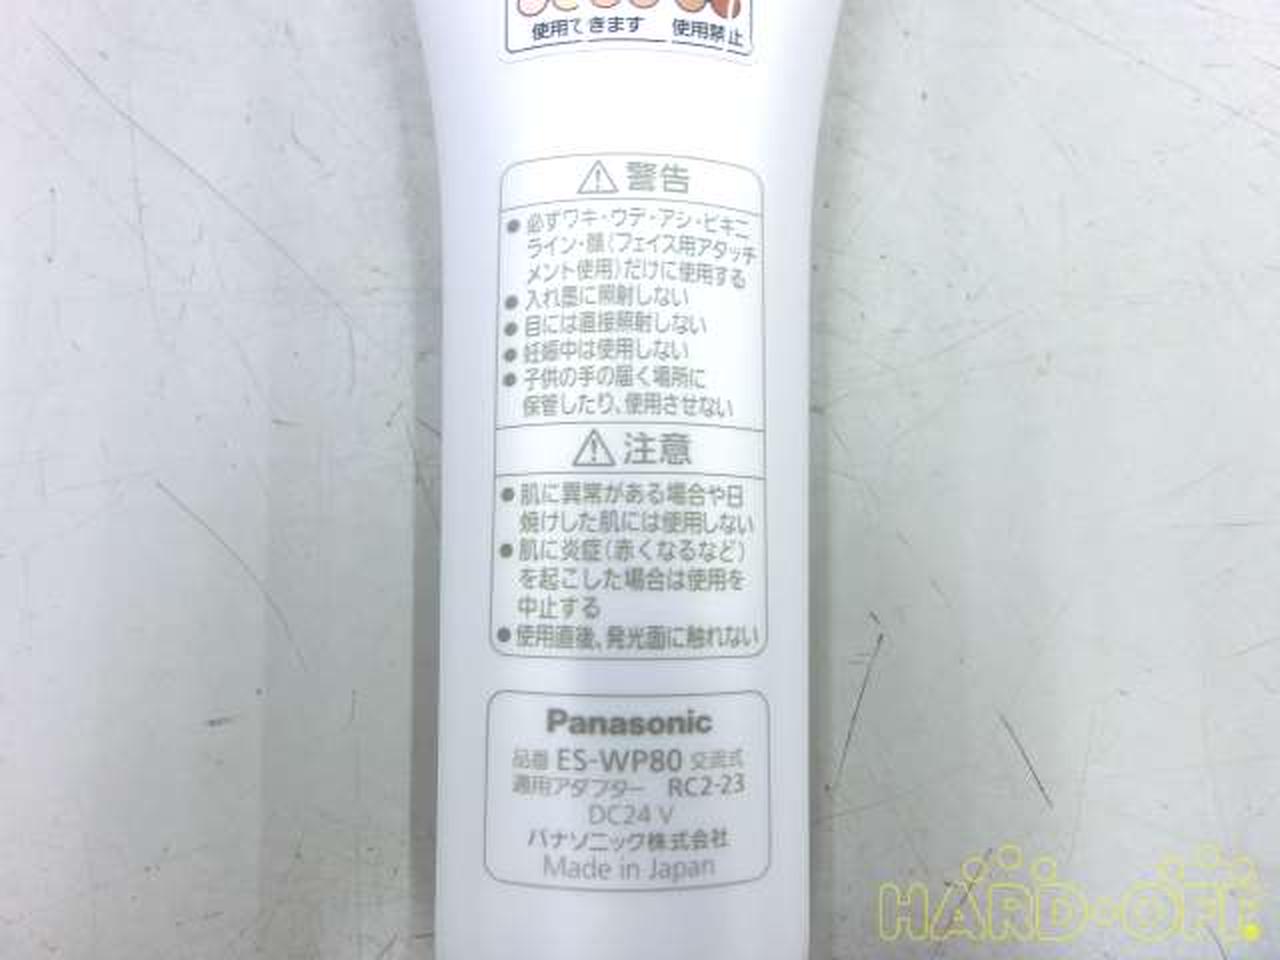 使用できます 使用禁止
警告
●必ずワキ・ウデ・アシ・ビキニ
ライン・顔(フェイス用アタッチ
メント使用)だけに使用する
●入れ墨に照射しない
●目には直接照射しない
●妊娠中は使用しない
●子供の手の届く場所に
保管したり、使用させない
注意
●肌に異常がある場合や日
焼けした肌には使用しない
●肌に炎症(赤くなるなど)
を起こした場合は使用を
中止する
●使用直後、発光面に触れない
Panasonic
品番 ES-WP80 交流式
適用アダプター RC2-23
DC24 V
パナソニック株式会社
Made in Japan
HARD・OFF